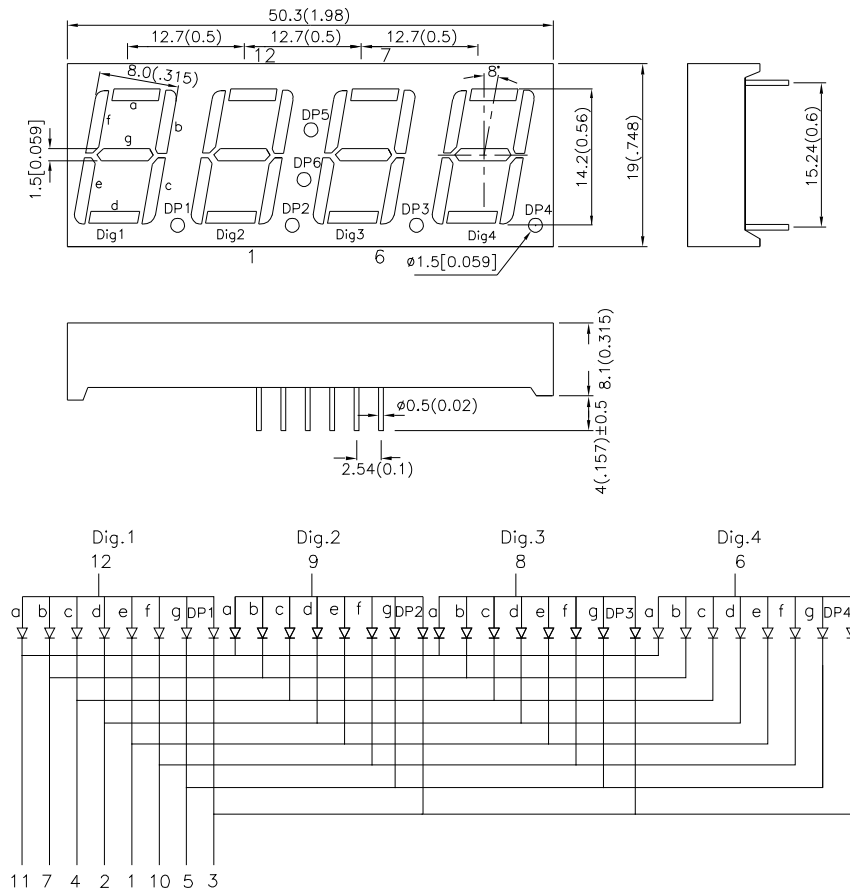 50.3(1.98)
12.7(0.5) 12.7(0.5) 12.7(0.5)
12 7
8.0(.315) 8°
a
f b DP5
g
1.5[0.059] DP6 14.2(0.56) 19(.748) 15.24(0.6)
e c
d DP1 DP2 DP3 DP4
Dig1 Dig2 Dig3 Dig4
1 6 ø1.5[0.059]
8.1(0.315)
ø0.5(0.02)
4(.157)±0.5
2.54(0.1)
Dig.1 Dig.2 Dig.3 Dig.4
12 9 8 6
a b c d e f g DP1 a b c d e f g DP2 a b c d e f g DP3 a b c d e f g DP4
11 7 4 2 1 10 5 3